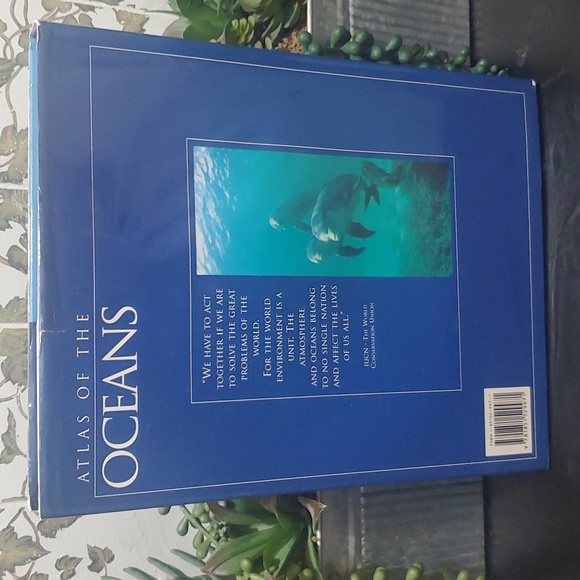 ATLAS OF THE
OCEANS
"WE HAVE TO ACT
TOGETHER IF WE ARE
TO SOLVE THE GREAT
PROBLEMS OF THE
WORLD.
FOR THE WORLD
ENVIRONMENT IS A
UNIT. THE
ATMOSPHERE
AND OCEANS BELONG
TO NO SINGLE NATION
AND AFFECT THE LIVES
OF US ALL."
IUCN - THE WORLD
CONSERVATION UNION